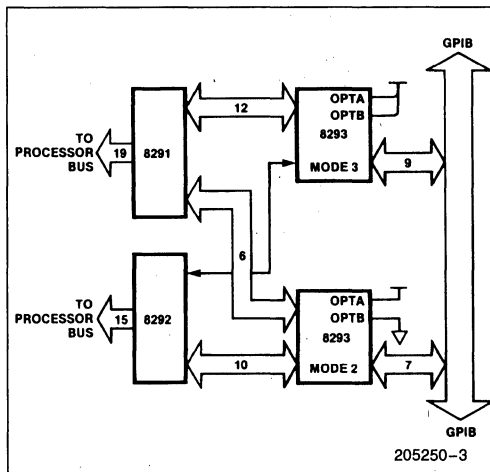 GPIB
OPTA
OPTB
8293
MODE 3
12
8291
TO
PROCESSOR
BUS
19
9
6
8292
TO
PROCESSOR
BUS
15
OPTA
OPTB
8293
MODE 2
10
7
GPIB
205250-3